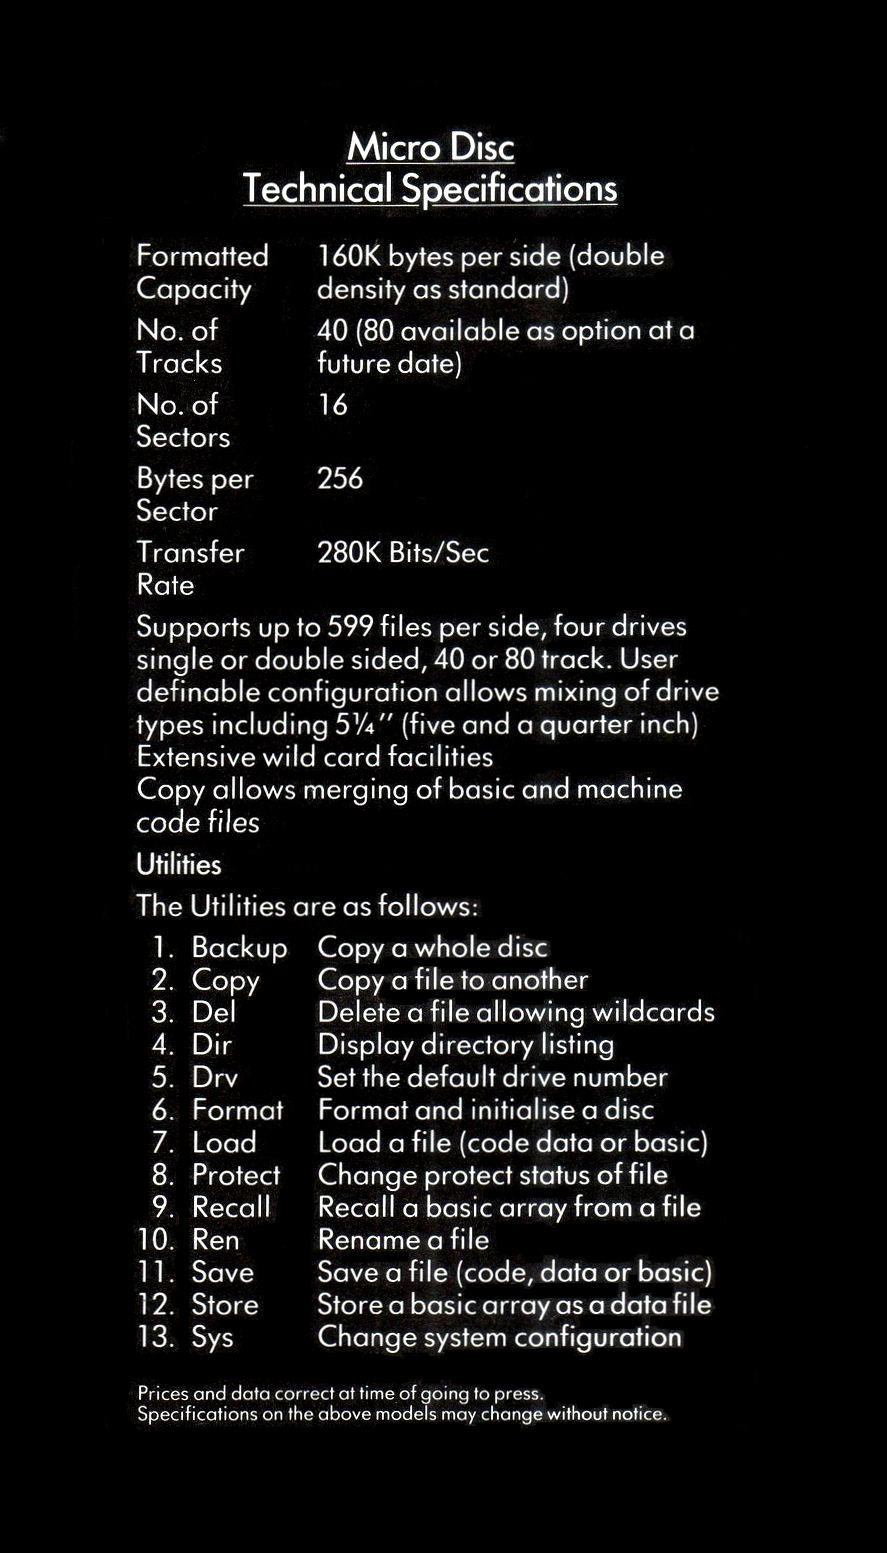 Micro Disc
Technical Specifications
Formatted 160K bytes per side (double
Capacity density as standard)
No. of 40 (80 available as option at a
Tracks future date)
No. of 16
Sectors
Bytes per 256
Sector
Transfer 280K Bits/Sec
Rate
Supports up to 599 files per side, four drives
single or double sided, 40 or 80 track. User
definable configuration allows mixing of drive
types including 5¼″ (five and a quarter inch)
Extensive wild card facilities
Copy allows merging of basic and machine
code files
Utilities
The Utilities are as follows:
1. Backup Copy a whole disc
2. Copy Copy a file to another
3. Del Delete a file allowing wildcards
4. Dir Display directory listing
5. Drv Set the default drive number
6. Format Format and initialise a disc
7. Load Load a file (code data or basic)
8. Protect Change protect status of file
9. Recall Recall a basic array from a file
10. Ren Rename a file
11. Save Save a file (code, data or basic)
12. Store Store a basic array as a data file
13. Sys Change system configuration
Prices and data correct at time of going to press.
Specifications on the above models may change without notice.